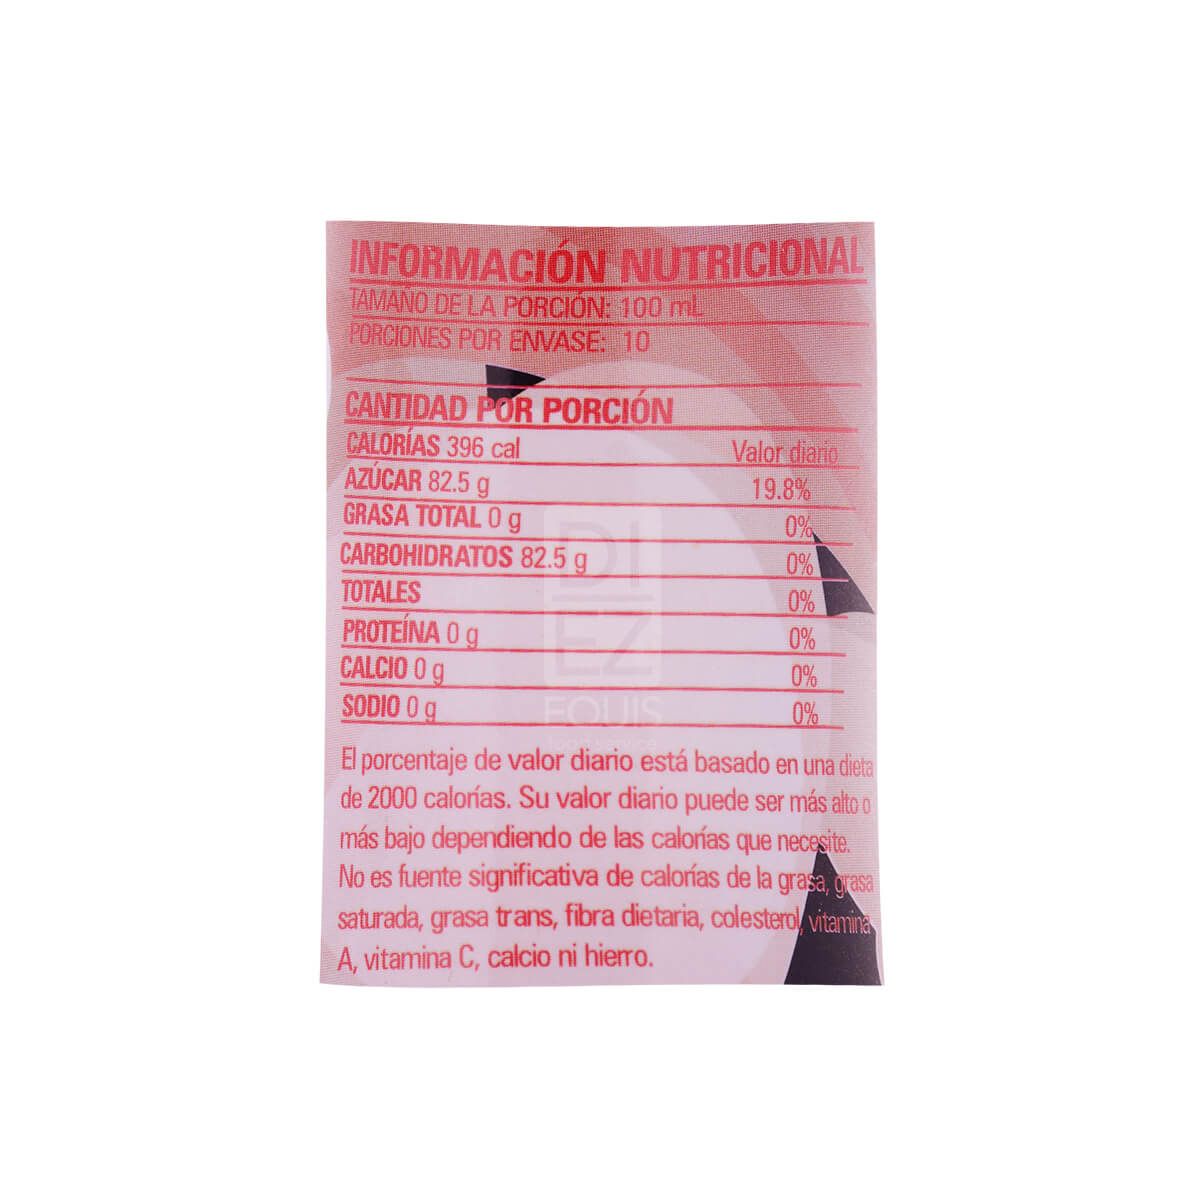 INFORMACIÓN NUTRICIONAL
TAMAÑO DE LA PORCIÓN: 100 mL
PORCIONES POR ENVASE: 10
CANTIDAD POR PORCIÓN
CALORÍAS 396 cal Valor diario
AZÚCAR 82.5 g 19.8%
GRASA TOTAL 0 g 0%
CARBOHIDRATOS 82.5 g 0%
TOTALES 0%
PROTEÍNA 0 g 0%
CALCIO 0 g 0%
SODIO 0 g 0%
El porcentaje de valor diario está basado en una dieta
de 2000 calorías. Su valor diario puede ser más alto o
más bajo dependiendo de las calorías que necesite.
No es fuente significativa de calorías de la grasa, grasa
saturada, grasa trans, fibra dietaria, colesterol, vitamina
A, vitamina C, calcio ni hierro.
DI
EZ
EQUIS
food service